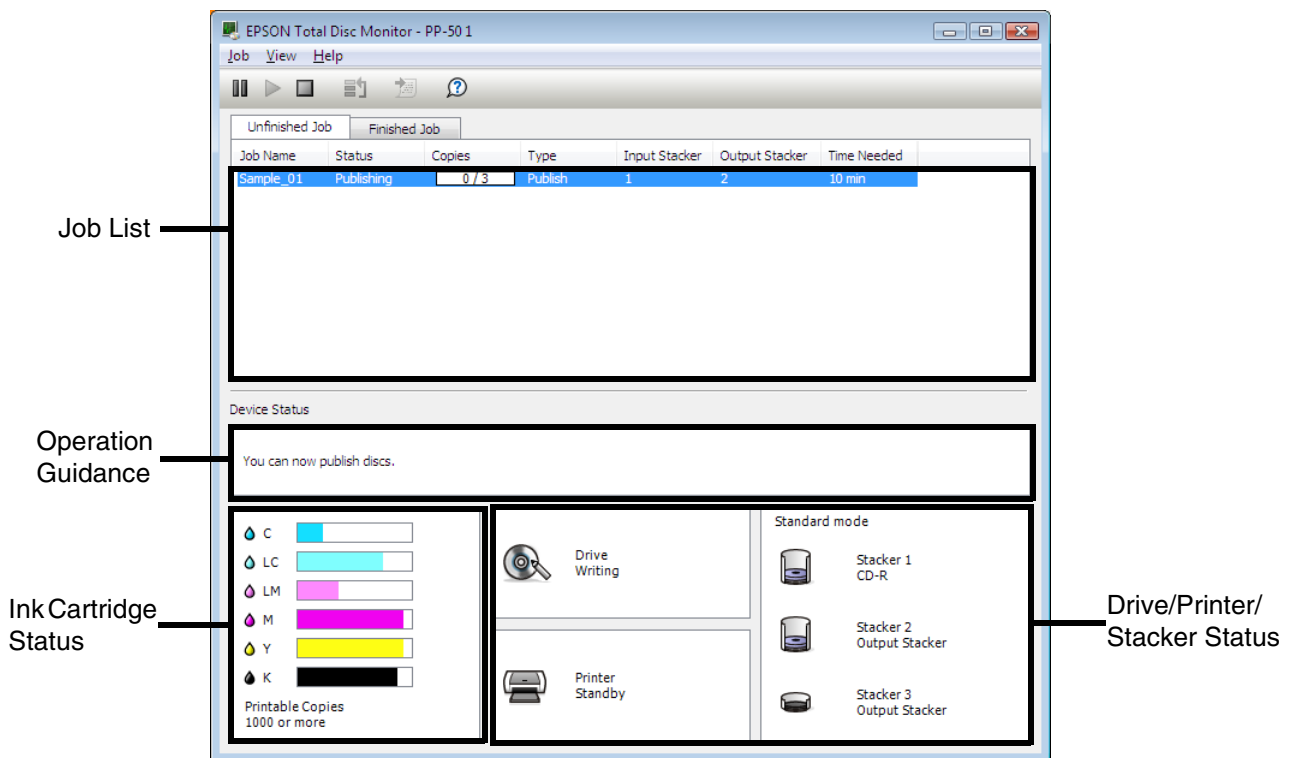 EPSON Total Disc Monitor - PP-50 1
Job View Help
Unfinished Job Finished Job
Job Name Status Copies Type Input Stacker Output Stacker Time Needed
Sample_01 Publishing 0 / 3 Publish 1 2 10 min
Job List
Device Status
Operation
Guidance
You can now publish discs.
C
LC
LM
M
Y
K
Printable Copies
1000 or more
Ink Cartridge
Status
Drive
Writing
Printer
Standby
Standard mode
Stacker 1
CD-R
Stacker 2
Output Stacker
Stacker 3
Output Stacker
Drive/Printer/
Stacker Status